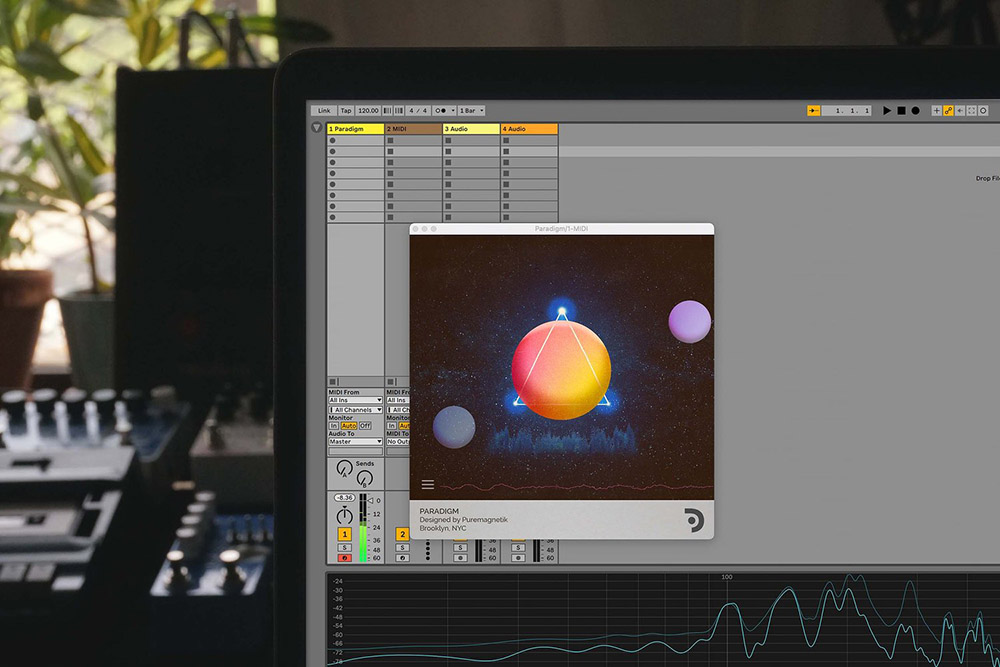 Link Tap 120.00 4 / 4 1 Bar 1. 1. 1
1 Paradigm 2 MIDI 3 Audio 4 Audio
Drop Fil
Paradigm/1-MIDI
MIDI From MIDI Fr
All Ins All Ins
All Channels All Ch
Monitor Monitor
In Auto Off In Au
Audio To MIDI To
Master No Outp
Sends
A
B
-8.36 0
12
24
1 2 36
S S S S 48 48 48
60 60 60
PARADIGM
Designed by Puremagnetik
Brooklyn, NYC
100
-24
-30
-36
-42
-48
-54
-60
-66
-72
-78